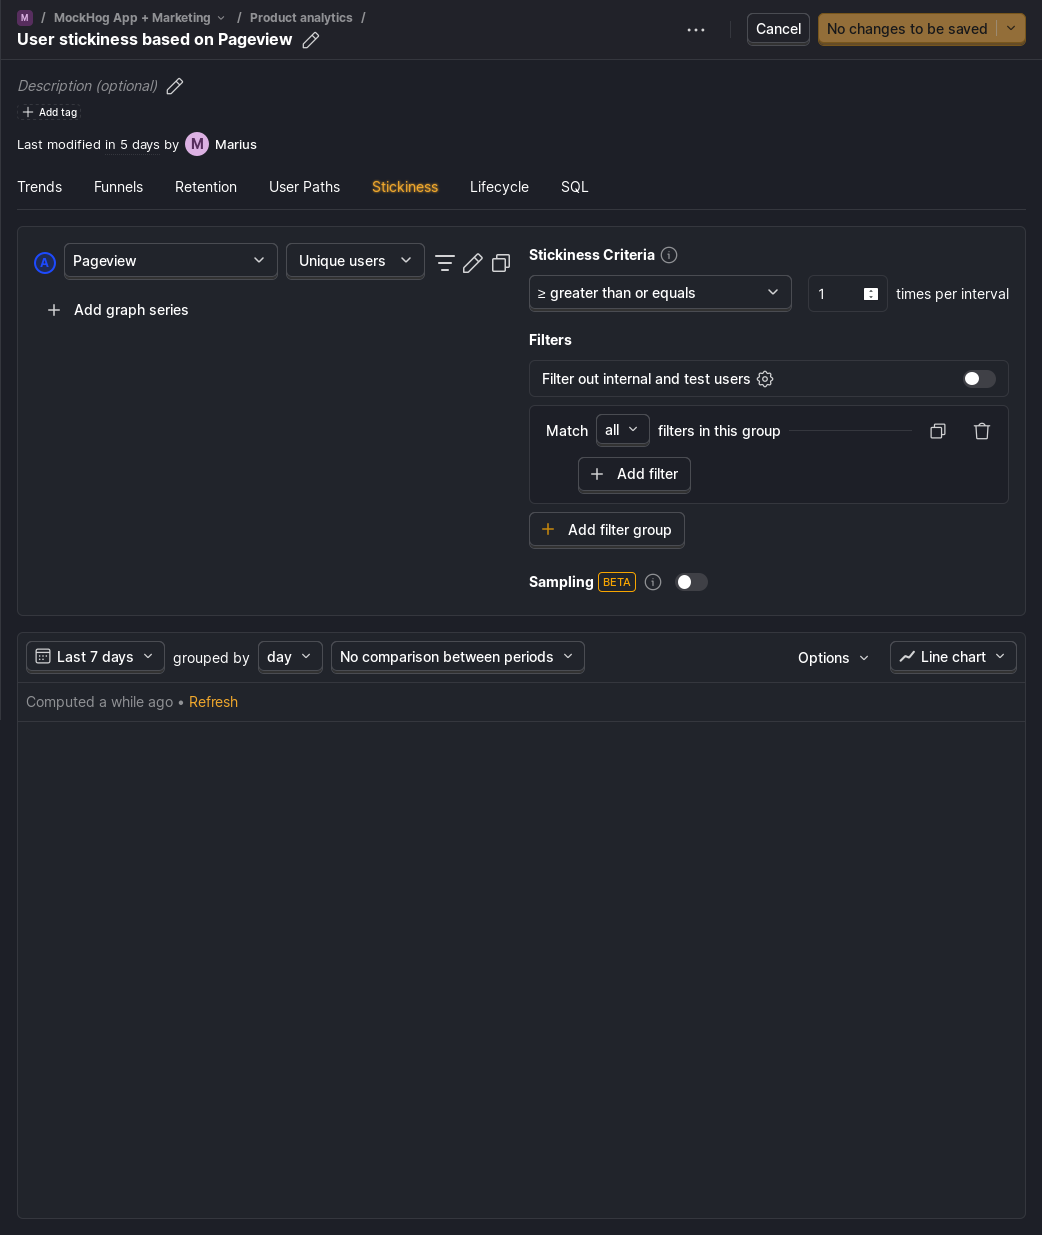 M / MockHog App + Marketing / Product analytics /
User stickiness based on Pageview
Cancel
No changes to be saved
Description (optional)
Add tag
Last modified in 5 days by M Marius
Trends Funnels Retention User Paths Stickiness Lifecycle SQL
A Pageview Unique users
Add graph series
Stickiness Criteria
≥ greater than or equals 1 times per interval
Filters
Filter out internal and test users
Match all filters in this group
Add filter
Add filter group
Sampling BETA
Last 7 days grouped by day No comparison between periods Options Line chart
Computed a while ago • Refresh